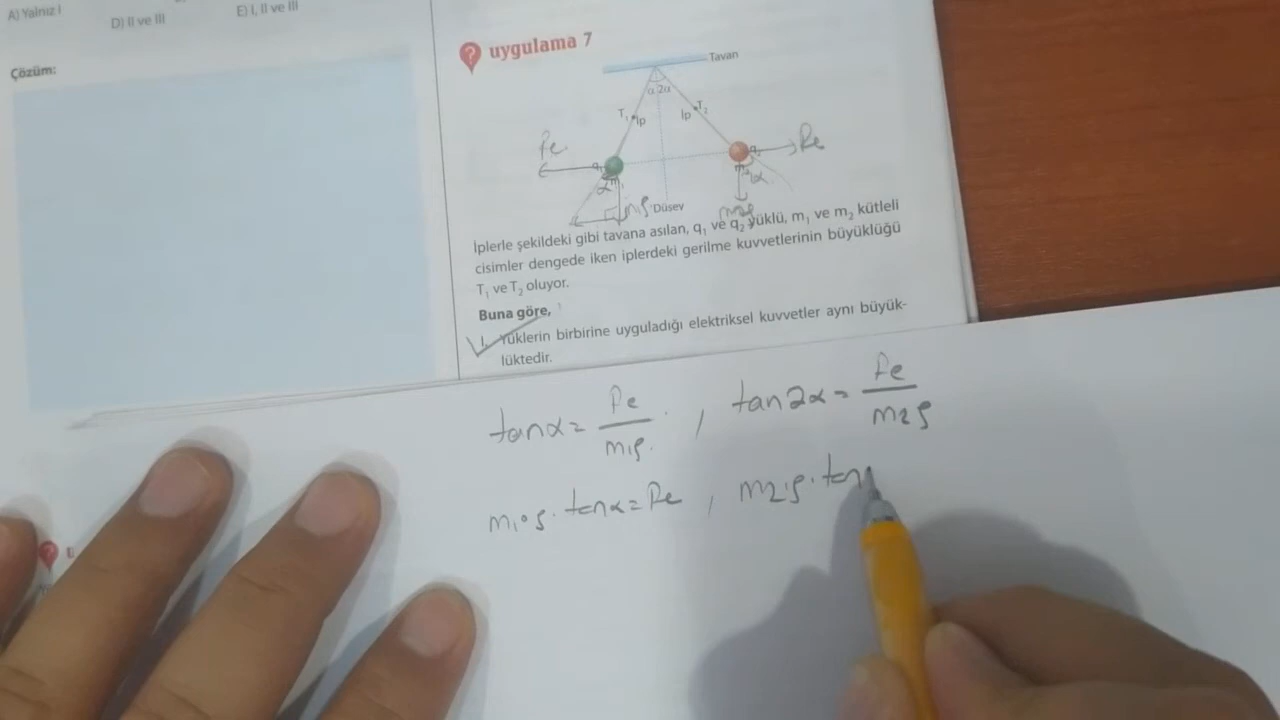 A) Yalnız I
D) II ve III
E) I, II ve III
Çözüm:
? uygulama 7
Tavan
α 2α
T₁ İp
İp T₂
Fe
Fe
q₁
q₂
α
m₁g
Düşey
m₂g
α
İplerle şekildeki gibi tavana asılan, q₁ ve q₂ yüklü, m₁ ve m₂ kütleli
cisimler dengede iken iplerdeki gerilme kuvvetlerinin büyüklüğü
T₁ ve T₂ oluyor.
Buna göre,
I. Yüklerin birbirine uyguladığı elektriksel kuvvetler aynı büyük-
lüktedir.
tanα = Fe / m₁g , tan2α = Fe / m₂g
m₁·g·tanα = Fe , m₂·g·tan